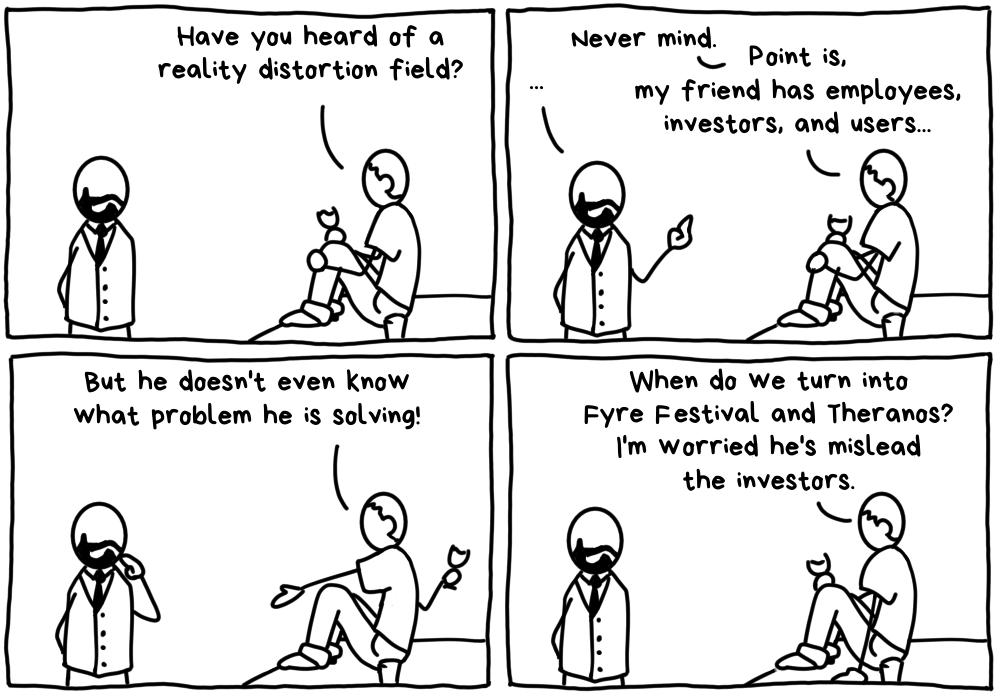 Have you heard of a
reality distortion field?
Never mind.
...
Point is,
my friend has employees,
investors, and users...
But he doesn't even know
what problem he is solving!
When do we turn into
Fyre Festival and Theranos?
I'm worried he's mislead
the investors.